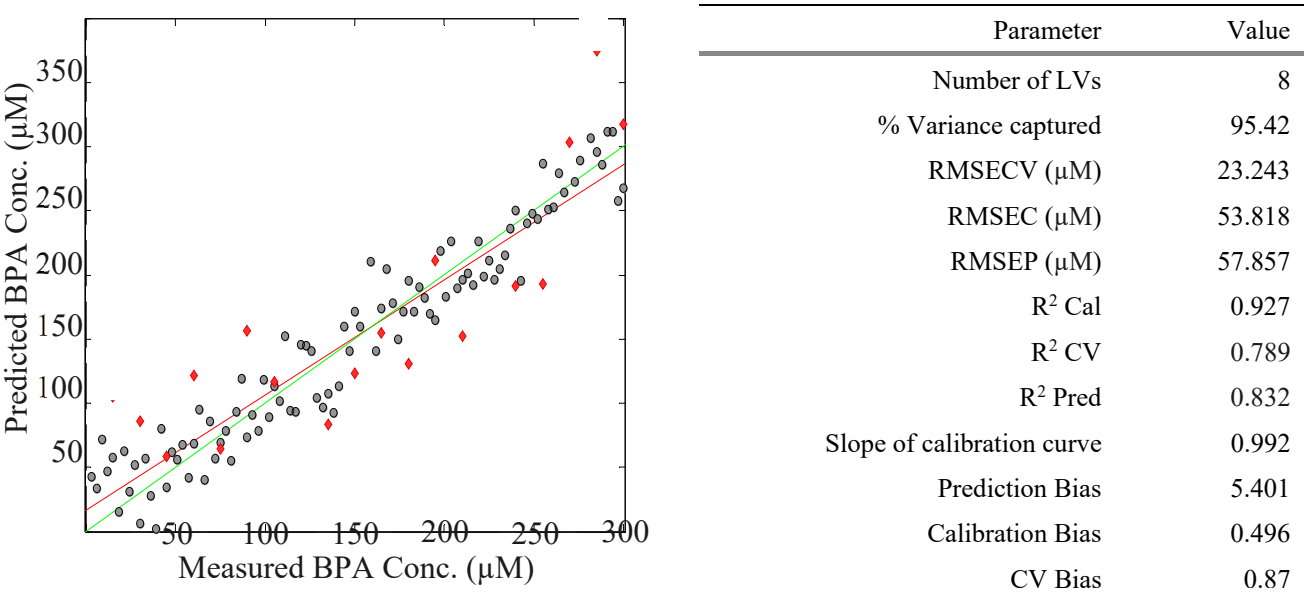 350
300
250
200
150
100
50
Predicted BPA Conc. (µM)
50 100 150 200 250 300
Measured BPA Conc. (µM)
Parameter Value
Number of LVs 8
% Variance captured 95.42
RMSECV (µM) 23.243
RMSEC (µM) 53.818
RMSEP (µM) 57.857
R² Cal 0.927
R² CV 0.789
R² Pred 0.832
Slope of calibration curve 0.992
Prediction Bias 5.401
Calibration Bias 0.496
CV Bias 0.87